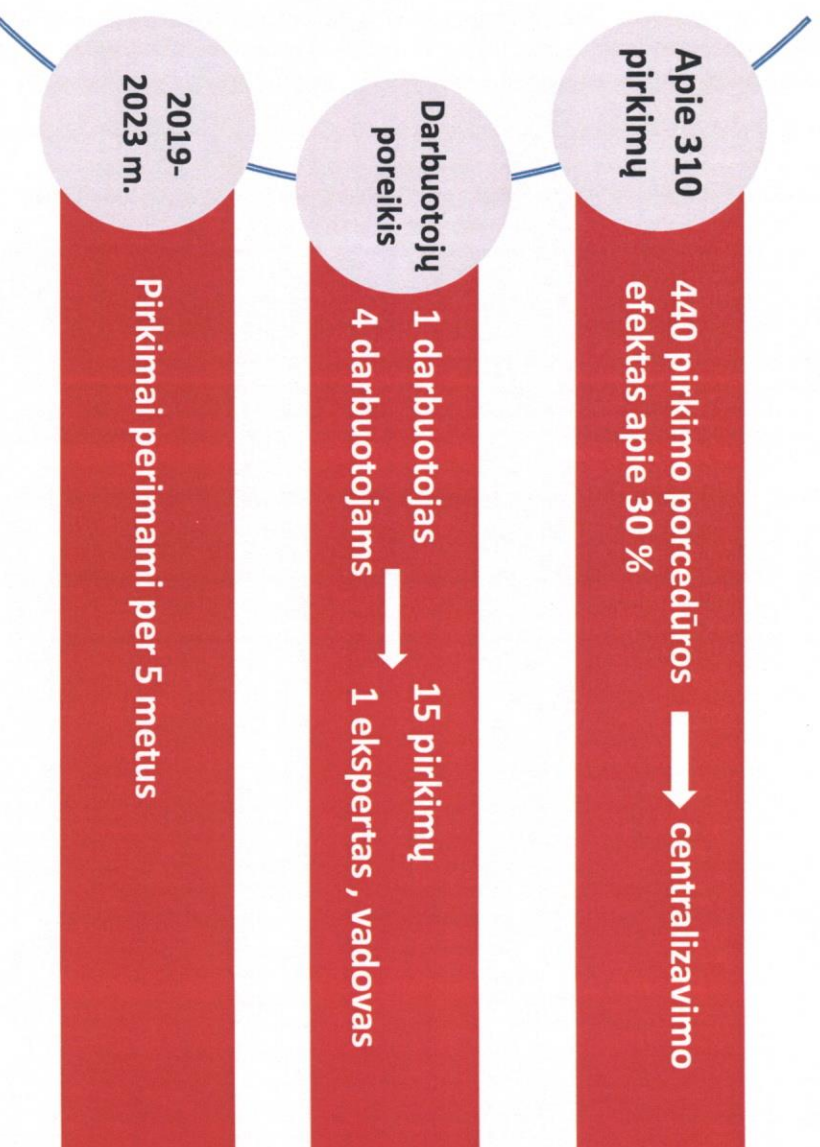 Apie 310
pirkimų
440 pirkimo porcedūros → centralizavimo
efektas apie 30 %
Darbuotojų
poreikis
1 darbuotojas → 15 pirkimų
4 darbuotojams 1 ekspertas , vadovas
2019-
2023 m.
Pirkimai perimami per 5 metus